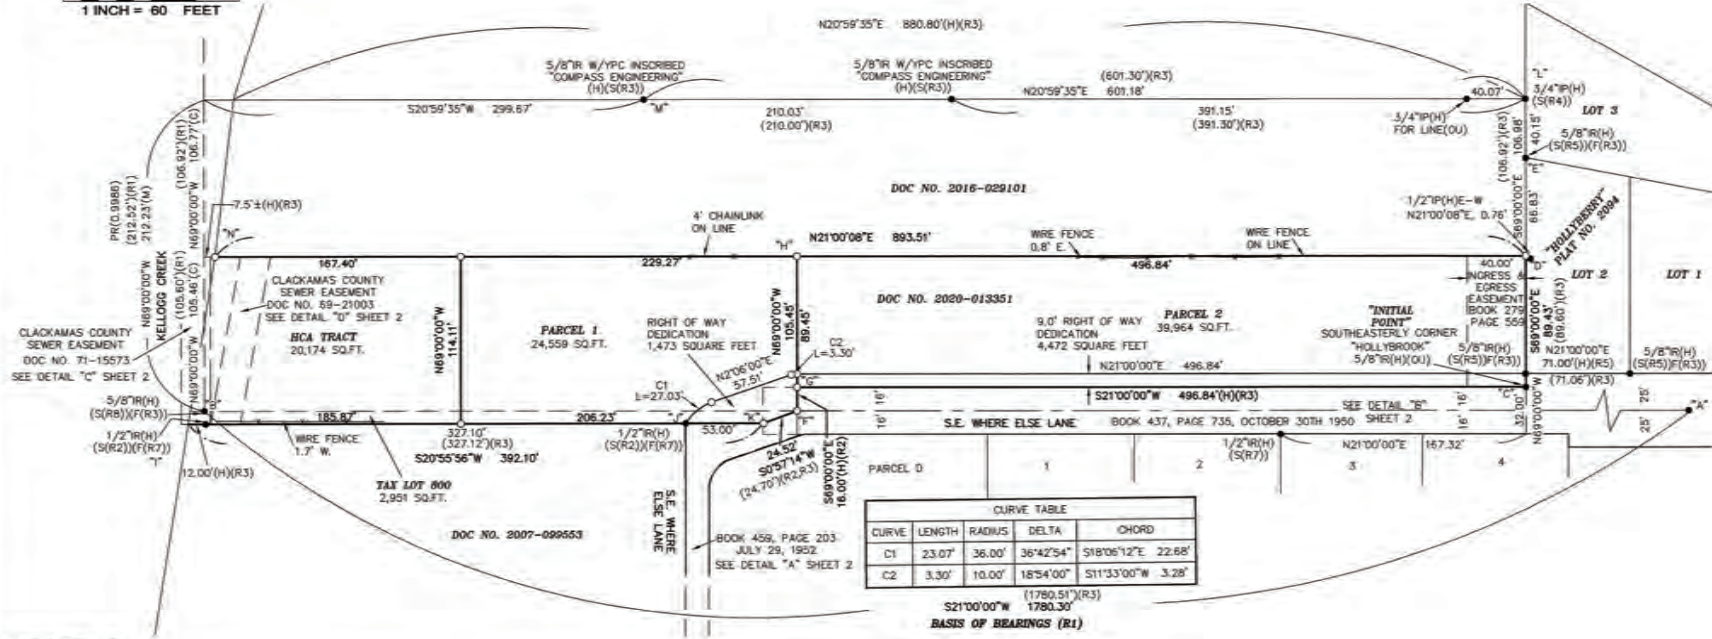 1 INCH = 60 FEET
N20°59'35"E 880.80'(H)(R3)
5/8"IR W/YPC INSCRIBED
"COMPASS ENGINEERING"
(H)(S(R3))
5/8"IR W/YPC INSCRIBED
"COMPASS ENGINEERING"
(H)(S(R3))
(601.30')(R3)
N20°59'35"E 601.18'
S20°59'35"W 299.67'
"M"
210.03'
(210.00')(R3)
391.15'
(391.30')(R3)
40.07'
3/4"IP(H)
FOR LINE(OU)
"L"
3/4"IP(H)
(S(R4))
LOT 3
5/8"IR(H)
(S(R5))(F(R3))
"E"
(106.92')(R3)
S69°00'00"E 106.98'
40.15'
66.83'
PR(0.9986)
(212.52')(R1)
212.23'(M)
(106.92')(R1)
N69°00'00"W 106.77'(C)
7.5'±(H)(R3)
"N"
DOC NO. 2016-029101
1/2"IP(H)E-W
N21°00'08"E, 0.76'
"HOLLYBERRY"
PLAT NO. 2094
4' CHAINLINK
ON LINE
"H"
N21°00'08"E 893.51'
WIRE FENCE
0.8' E.
WIRE FENCE
ON LINE
"D"
LOT 2
LOT 1
167.40'
229.27'
496.84'
40.00'
INGRESS &
EGRESS
EASEMENT
BOOK 279
PAGE 559
N69°00'00"W
KELLOGG CREEK
(105.60')(R1)
105.46'(C)
N69°00'00"W
CLACKAMAS COUNTY
SEWER EASEMENT
DOC NO. 69-21003
SEE DETAIL "D" SHEET 2
HCA TRACT
20,174 SQ.FT.
N69°00'00"W
114.11'
PARCEL 1
24,559 SQ.FT.
RIGHT OF WAY
DEDICATION
1,473 SQUARE FEET
N69°00'00"W
105.45'
89.45'
DOC NO. 2020-013351
9.0' RIGHT OF WAY
DEDICATION
4,472 SQUARE FEET
PARCEL 2
39,964 SQ.FT.
"INITIAL
POINT"
SOUTHEASTERLY CORNER
"HOLLYBROOK"
5/8"IR(H)(OU)
5/8"IR(H)
(S(R5))F(R3))
S69°00'00"E
89.43'
(89.60')(R3)
N21°00'00"E
71.00'(H)(R5)
(71.06')(R3)
5/8"IR(H)
(S(R5))F(R3))
CLACKAMAS COUNTY
SEWER EASEMENT
DOC NO. 71-15573
SEE DETAIL "C" SHEET 2
C2
L=3.30'
N2°06'00"E
57.51'
C1
L=27.03'
N21°00'00"E 496.84'
"G"
S21°00'00"W 496.84'(H)(R3)
"C"
5/8"IR(H)
(S(R8))(F(R3))
"B"
1/2"IR(H)
(S(R2))(F(R7))
"I"
12.00'(H)(R3)
185.87'
WIRE FENCE
1.7' W.
327.10'
(327.12')(R3)
S20°55'56"W 392.10'
206.23'
1/2"IR(H)
(S(R2))(F(R7))
"J"
53.00'
"K"
"F"
16'
16'
S.E. WHERE ELSE LANE
BOOK 437, PAGE 735, OCTOBER 30TH 1950
SEE DETAIL "B"
SHEET 2
16'
16'
32.00'
N69°00'00"W
25'
25'
"A"
24.52'
S0°57'14"W
(24.70')(R2,R3)
S69°00'00"E
16.00'(H)(R2)
1/2"IR(H)
(S(R7))
N21°00'00"E 167.32'
PARCEL D
1
2
3
4
TAX LOT 800
2,951 SQ.FT.
DOC NO. 2007-099553
S.E. WHERE
ELSE LANE
BOOK 459, PAGE 203
JULY 29, 1952
SEE DETAIL "A" SHEET 2
CURVE TABLE
CURVE LENGTH RADIUS DELTA CHORD
C1 23.07' 36.00' 36°42'54" S18°06'12"E 22.68'
C2 3.30' 10.00' 18°54'00" S11°33'00"W 3.28'
(1780.51')(R3)
S21°00'00"W 1780.30'
BASIS OF BEARINGS (R1)